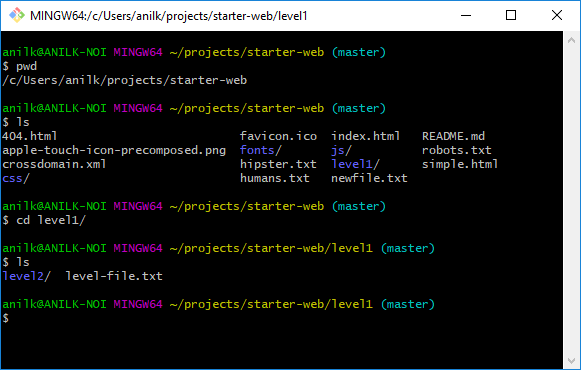 MINGW64:/c/Users/anilk/projects/starter-web/level1
anilk@ANILK-NOI MINGW64 ~/projects/starter-web (master)
$ pwd
/c/Users/anilk/projects/starter-web
anilk@ANILK-NOI MINGW64 ~/projects/starter-web (master)
$ ls
404.html favicon.ico index.html README.md
apple-touch-icon-precomposed.png fonts/ js/ robots.txt
crossdomain.xml hipster.txt level1/ simple.html
css/ humans.txt newfile.txt
anilk@ANILK-NOI MINGW64 ~/projects/starter-web (master)
$ cd level1/
anilk@ANILK-NOI MINGW64 ~/projects/starter-web/level1 (master)
$ ls
level2/ level-file.txt
anilk@ANILK-NOI MINGW64 ~/projects/starter-web/level1 (master)
$